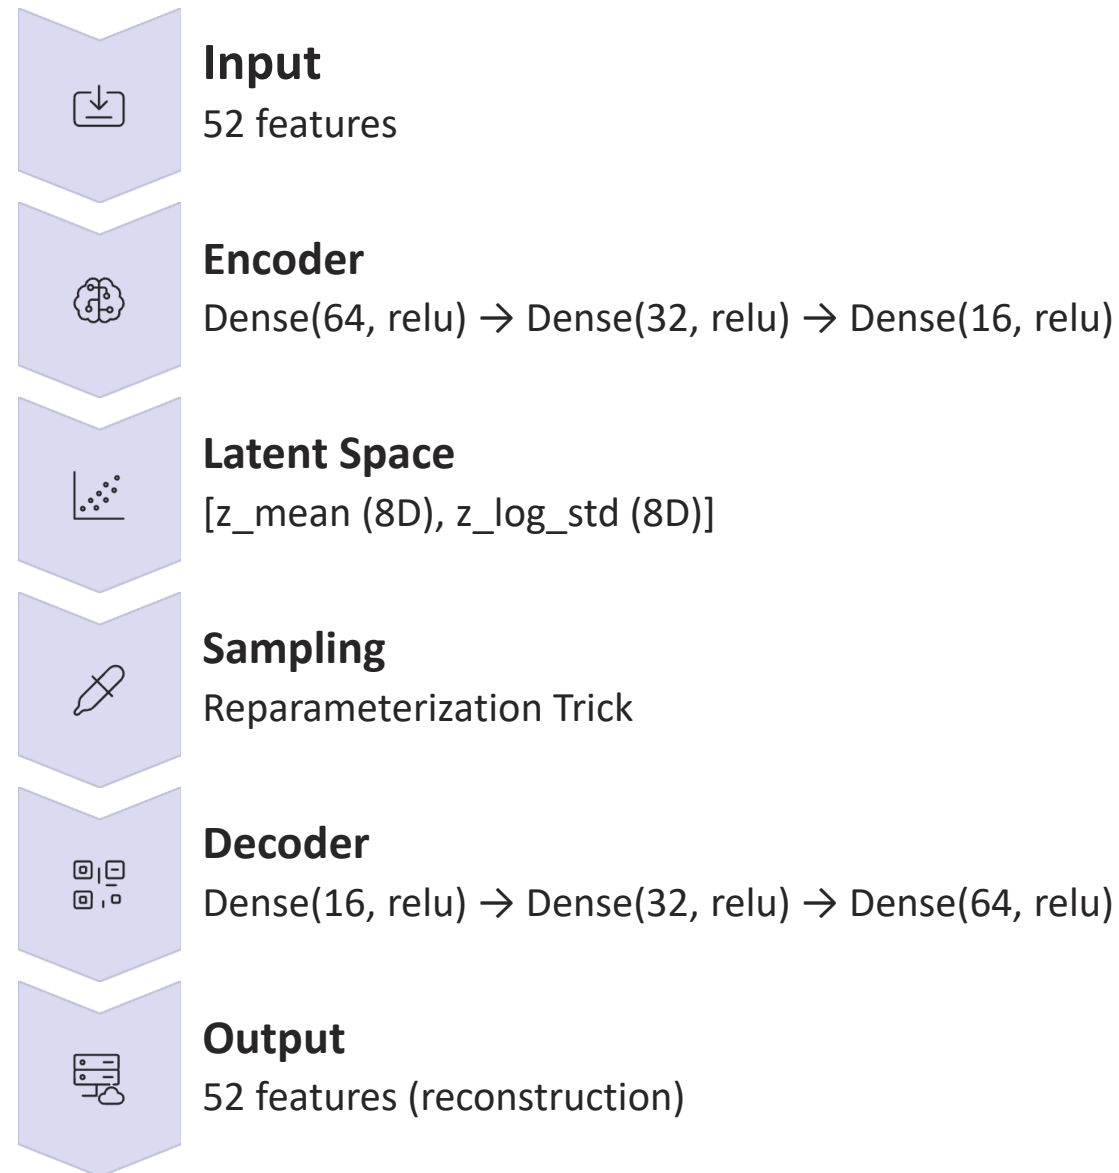 Input
52 features
Encoder
Dense(64, relu) → Dense(32, relu) → Dense(16, relu)
Latent Space
[z_mean (8D), z_log_std (8D)]
Sampling
Reparameterization Trick
Decoder
Dense(16, relu) → Dense(32, relu) → Dense(64, relu)
Output
52 features (reconstruction)